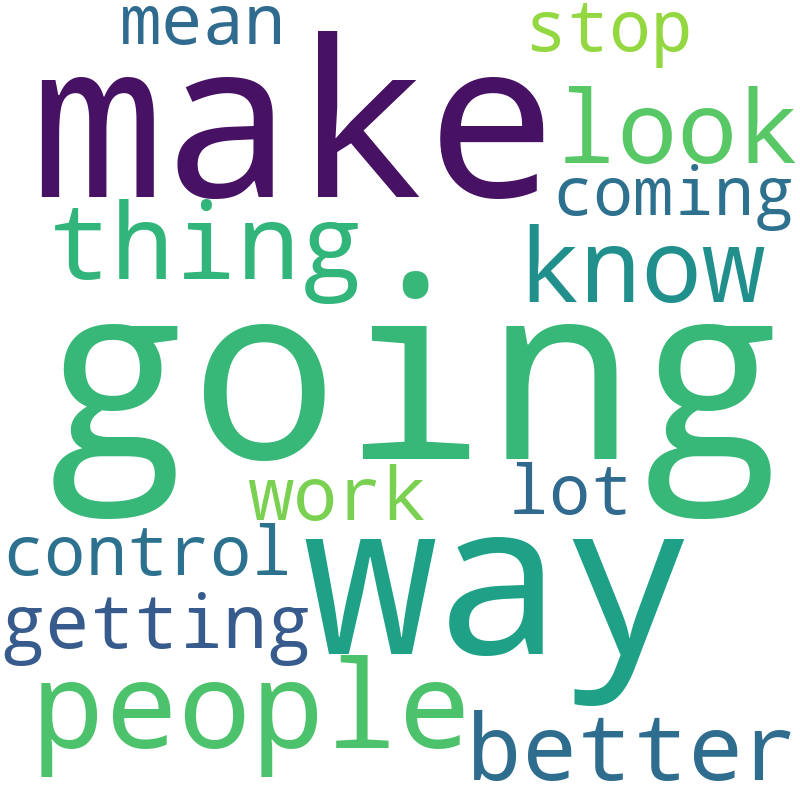 mean
stop
make
look
coming
thing
know
going
work
lot
control
way
getting
people
better